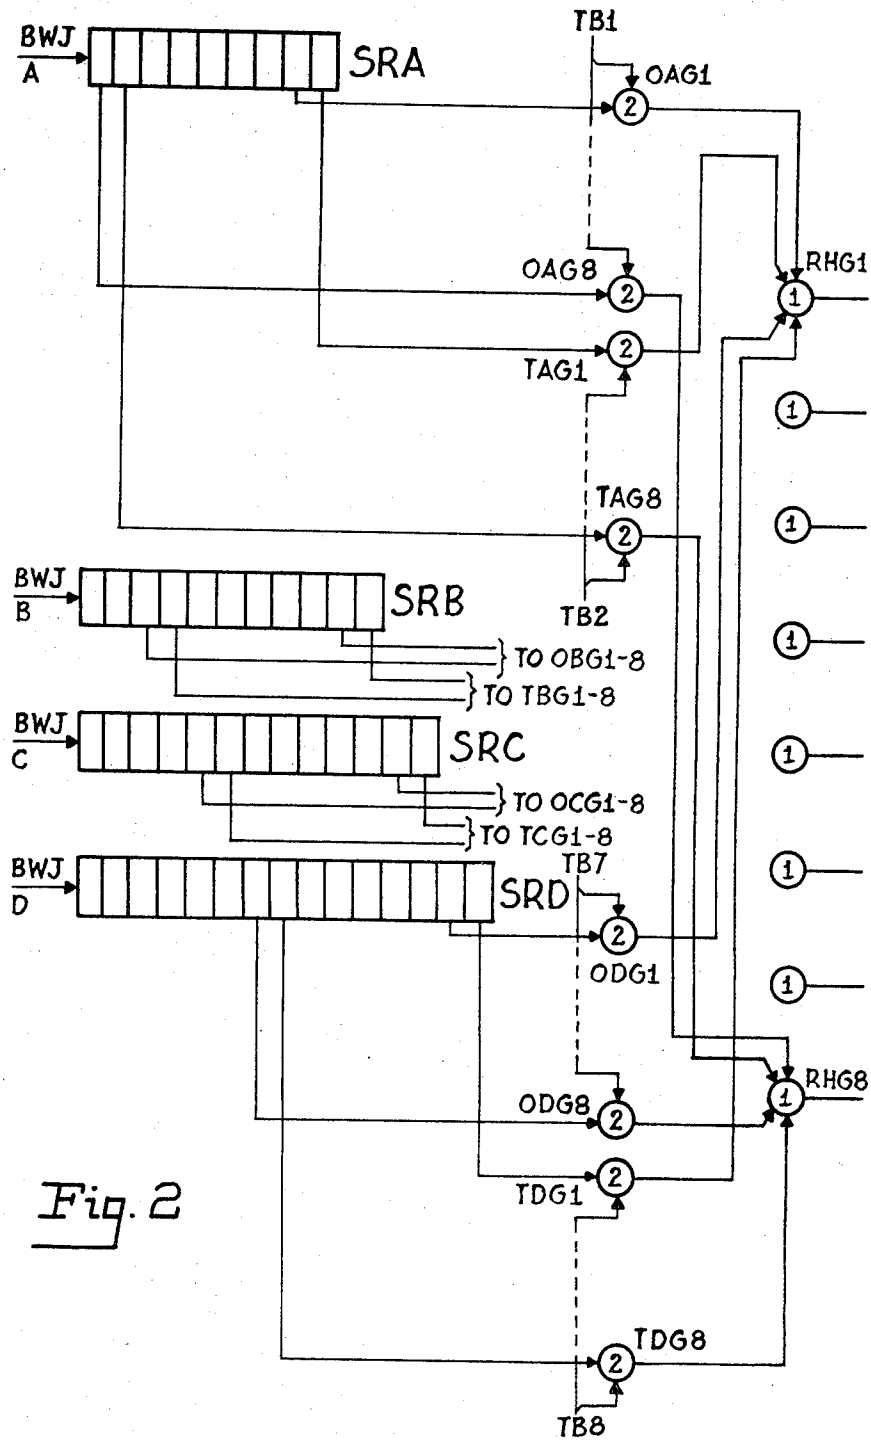 TB1
BWJ
A
SRA
OAG1
2
RHG1
OAG8
2
1
2
TAG1
1
TAG8
1
2
BWJ
B
SRB
TB2
1
TO OBG1-8
TO TBG1-8
BWJ
C
SRC
1
TO OCG1-8
TO TCG1-8
BWJ
D
SRD
TB7
1
2
ODG1
1
RHG8
ODG8
1
2
2
TDG1
Fig. 2
TDG8
2
TB8